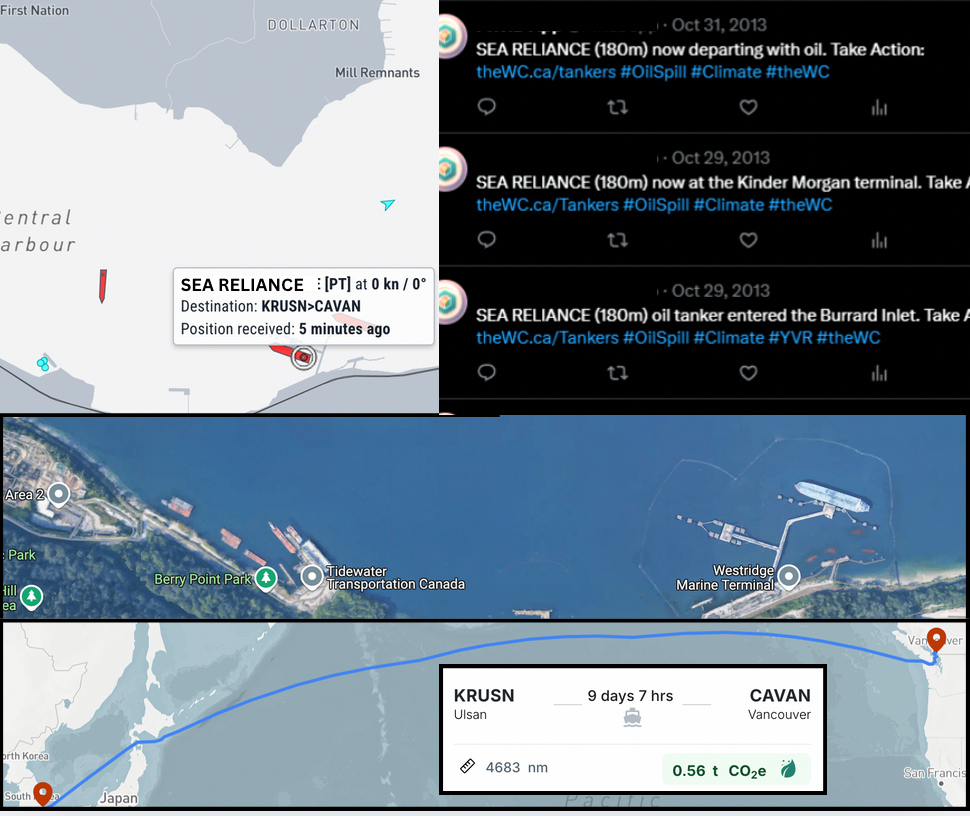 First Nation
DOLLARTON
Mill Remnants
entral
arbour
SEA RELIANCE ⋮ [PT] at 0 kn / 0°
Destination: KRUSN>CAVAN
Position received: 5 minutes ago
· Oct 31, 2013
SEA RELIANCE (180m) now departing with oil. Take Action:
theWC.ca/tankers #OilSpill #Climate #theWC
· Oct 29, 2013
SEA RELIANCE (180m) now at the Kinder Morgan terminal. Take A
theWC.ca/Tankers #OilSpill #Climate #theWC
· Oct 29, 2013
SEA RELIANCE (180m) oil tanker entered the Burrard Inlet. Take A
theWC.ca/Tankers #OilSpill #Climate #YVR #theWC
Area 2
c Park
Hill
ea
Berry Point Park
Tidewater
Transportation Canada
Westridge
Marine Terminal
orth Korea
South ea
Japan
Pacific
Van ver
San Francis
KRUSN
Ulsan
9 days 7 hrs
CAVAN
Vancouver
4683 nm
0.56 t CO₂e